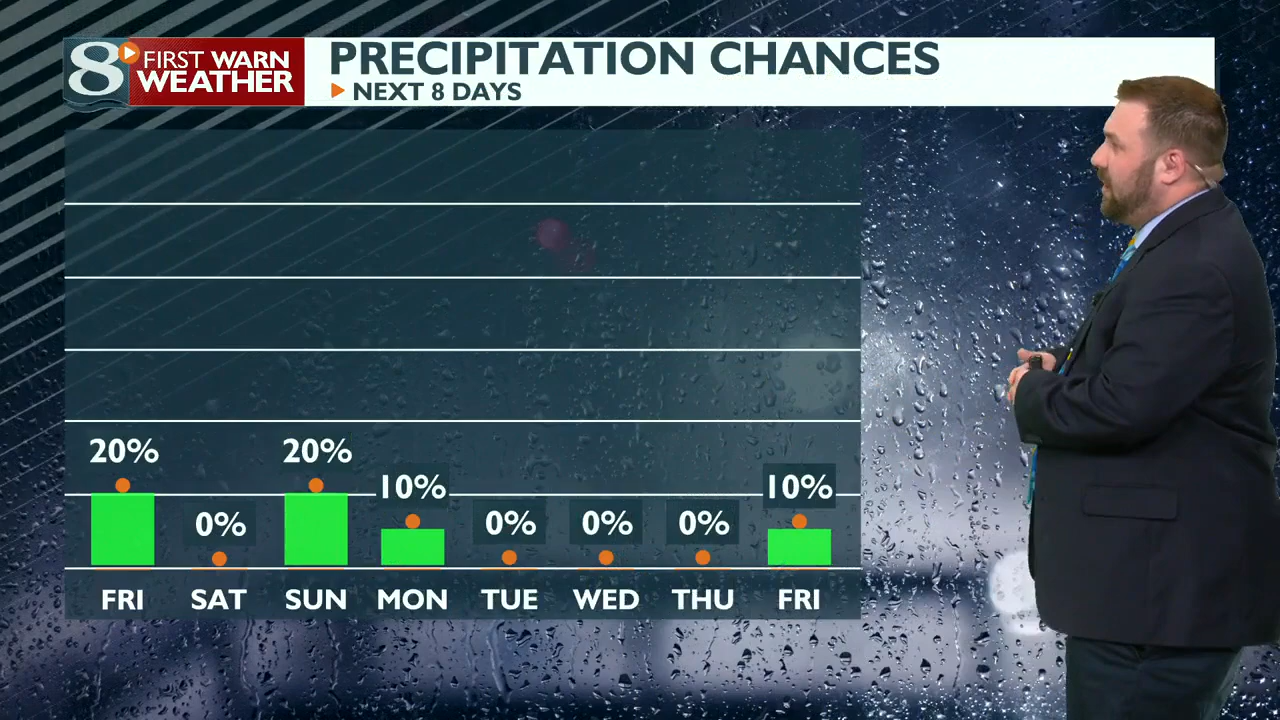 8 FIRST WARN
WEATHER
PRECIPITATION CHANCES
NEXT 8 DAYS
20%
0%
20%
10%
0%
0%
0%
10%
FRI
SAT
SUN
MON
TUE
WED
THU
FRI